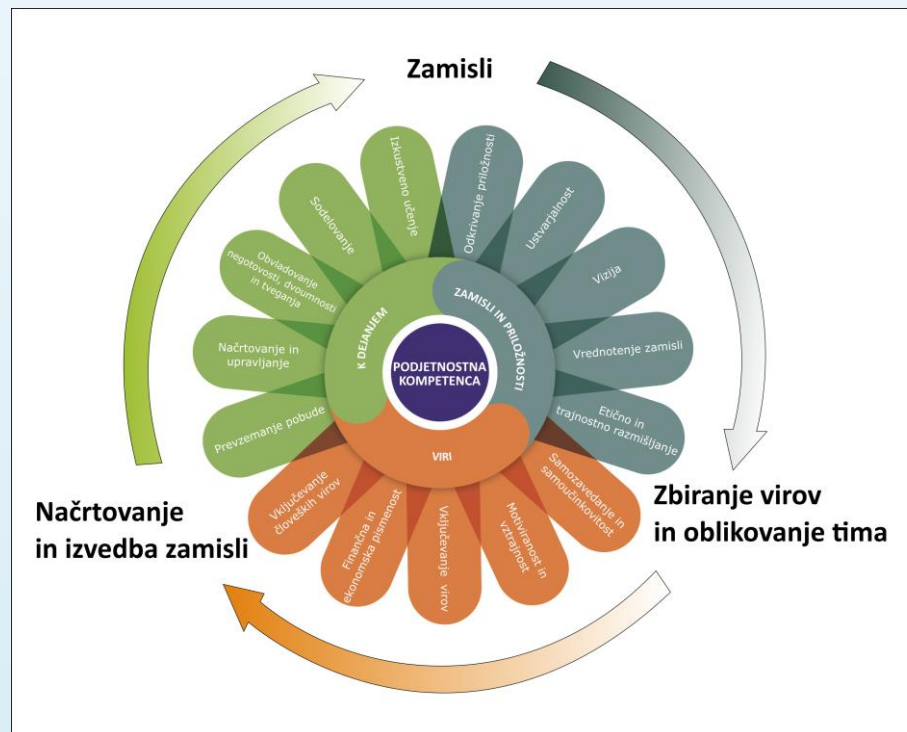 Zamisli
Izkustveno učenje
Odkrivanje priložnosti
Sodelovanje
Ustvarjalnost
Obvladovanje
negotovosti, dvoumnosti
in tveganja
Vizija
Načrtovanje in
upravljanje
Vrednotenje zamisli
Prevzemanje pobude
Etično in
trajnostno razmišljanje
K DEJANJEM
ZAMISLI IN PRILOŽNOSTI
PODJETNOSTNA
KOMPETENCA
VIRI
Vključevanje
človeških virov
Finančna in
ekonomska pismenost
Vključevanje virov
Motiviranost in
vztrajnost
Samozavedanje in
samoučinkovitost
Zbiranje virov
in oblikovanje tima
Načrtovanje
in izvedba zamisli